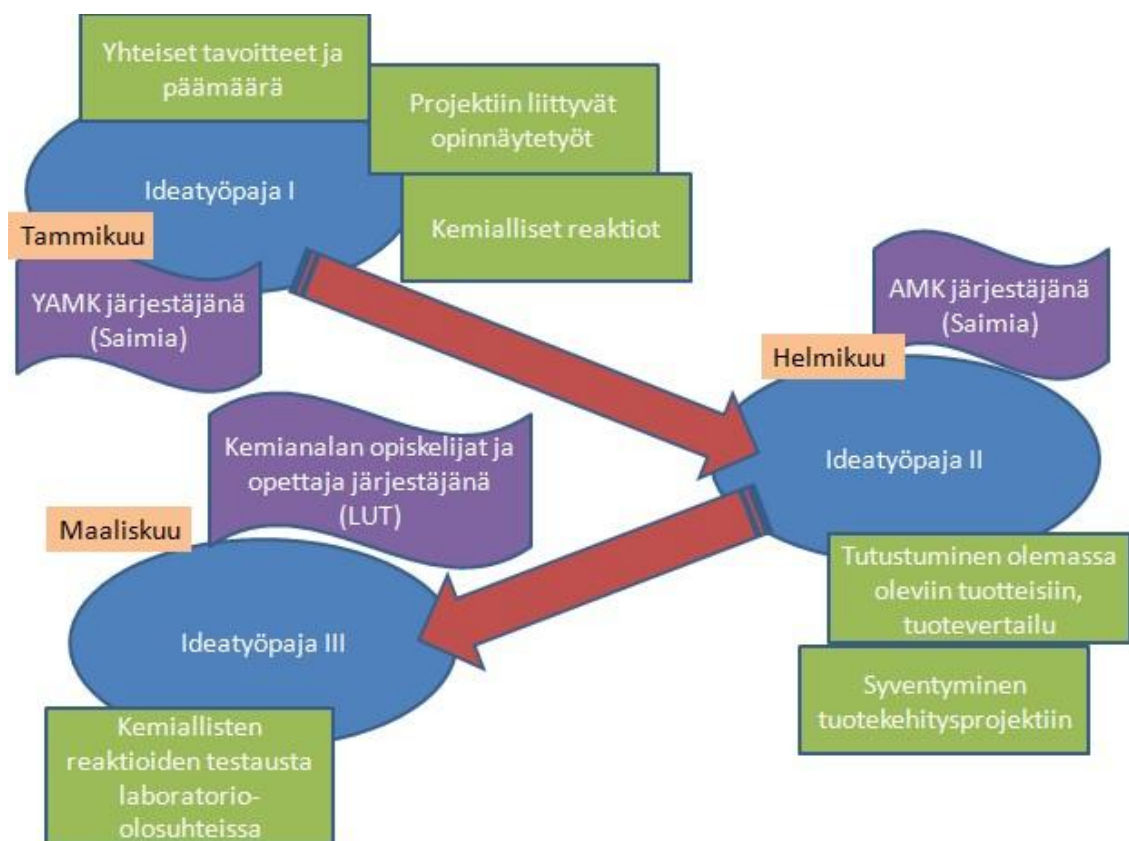 Yhteiset tavoitteet ja
päämäärä
Projektiin liittyvät
opinnäytetyöt
Ideatyöpaja I
Kemialliset reaktiot
Tammikuu
YAMK järjestäjänä
(Saimia)
AMK järjestäjänä
(Saimia)
Helmikuu
Ideatyöpaja II
Tutustuminen olemassa
oleviin tuotteisiin,
tuotevertailu
Syventyminen
tuotekehitysprojektiin
Kemianalan opiskelijat ja
opettaja järjestäjänä
(LUT)
Maaliskuu
Ideatyöpaja III
Kemiallisten
reaktioiden testausta
laboratorio-
olosuhteissa